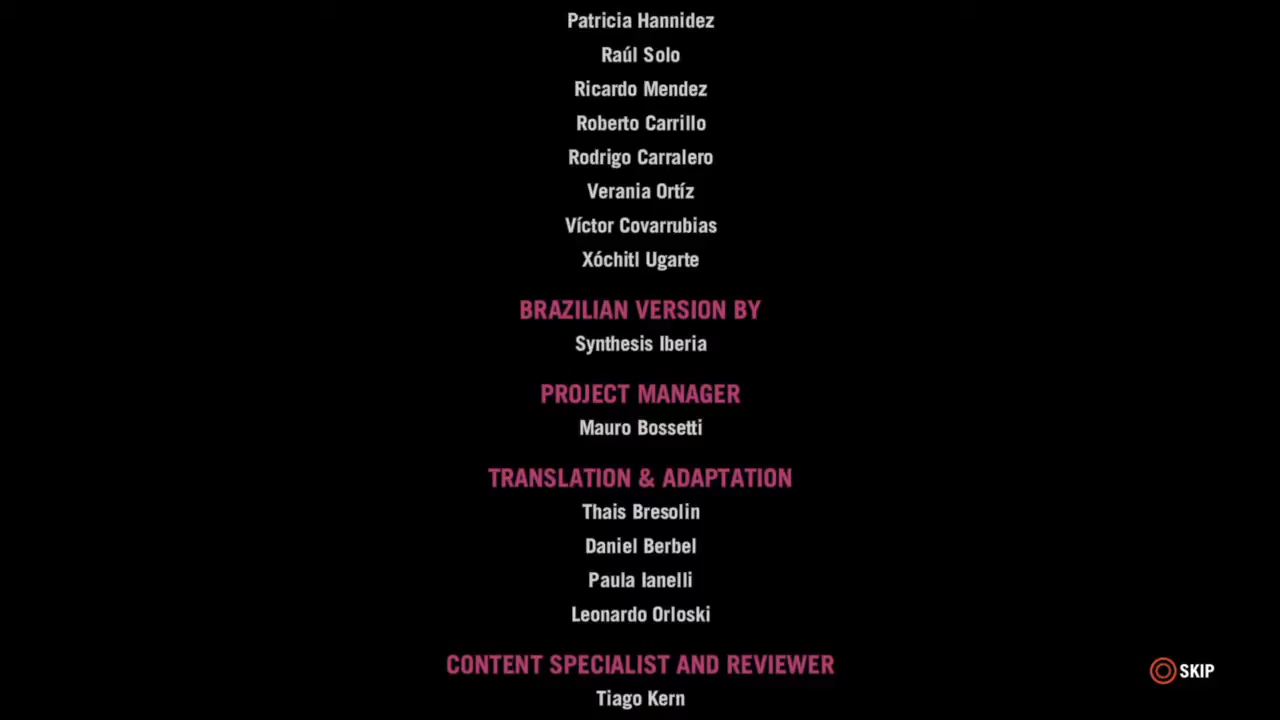 Patricia Hannidez
Raúl Solo
Ricardo Mendez
Roberto Carrillo
Rodrigo Carralero
Verania Ortíz
Víctor Covarrubias
Xóchitl Ugarte
BRAZILIAN VERSION BY
Synthesis Iberia
PROJECT MANAGER
Mauro Bossetti
TRANSLATION & ADAPTATION
Thais Bresolin
Daniel Berbel
Paula Ianelli
Leonardo Orloski
CONTENT SPECIALIST AND REVIEWER
SKIP
Tiago Kern